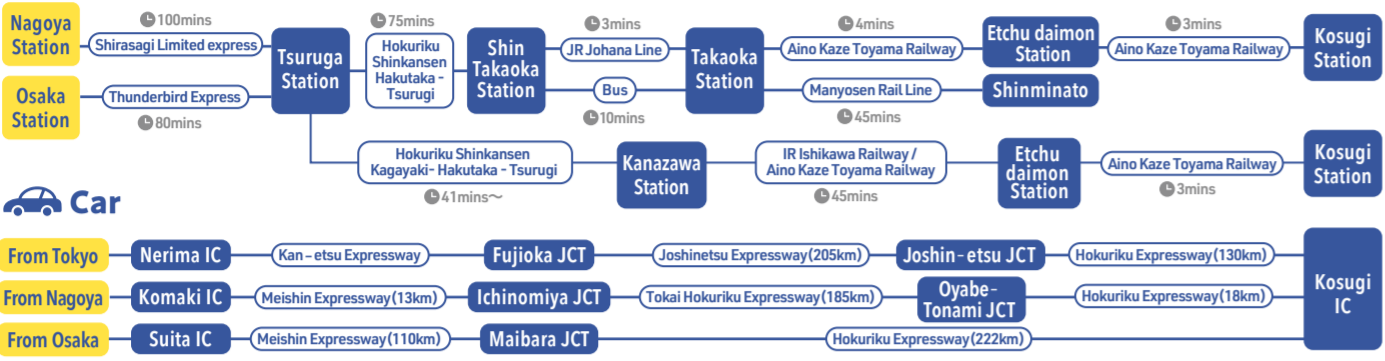 100mins
75mins
3mins
4mins
3mins
Nagoya
Station
Shirasagi Limited express
Tsuruga
Station
Hokuriku
Shinkansen
Hakutaka -
Tsurugi
Shin
Takaoka
Station
JR Johana Line
Takaoka
Station
Aino Kaze Toyama Railway
Etchu daimon
Station
Aino Kaze Toyama Railway
Kosugi
Station
Osaka
Station
Thunderbird Express
Bus
Manyosen Rail Line
Shinminato
80mins
10mins
45mins
Hokuriku Shinkansen
Kagayaki- Hakutaka - Tsurugi
Kanazawa
Station
IR Ishikawa Railway /
Aino Kaze Toyama Railway
Etchu
daimon
Station
Aino Kaze Toyama Railway
Kosugi
Station
41mins～
45mins
3mins
Car
From Tokyo
Nerima IC
Kan-etsu Expressway
Fujioka JCT
Joshinetsu Expressway(205km)
Joshin-etsu JCT
Hokuriku Expressway(130km)
From Nagoya
Komaki IC
Meishin Expressway(13km)
Ichinomiya JCT
Tokai Hokuriku Expressway(185km)
Oyabe-
Tonami JCT
Hokuriku Expressway(18km)
Kosugi
IC
From Osaka
Suita IC
Meishin Expressway(110km)
Maibara JCT
Hokuriku Expressway(222km)